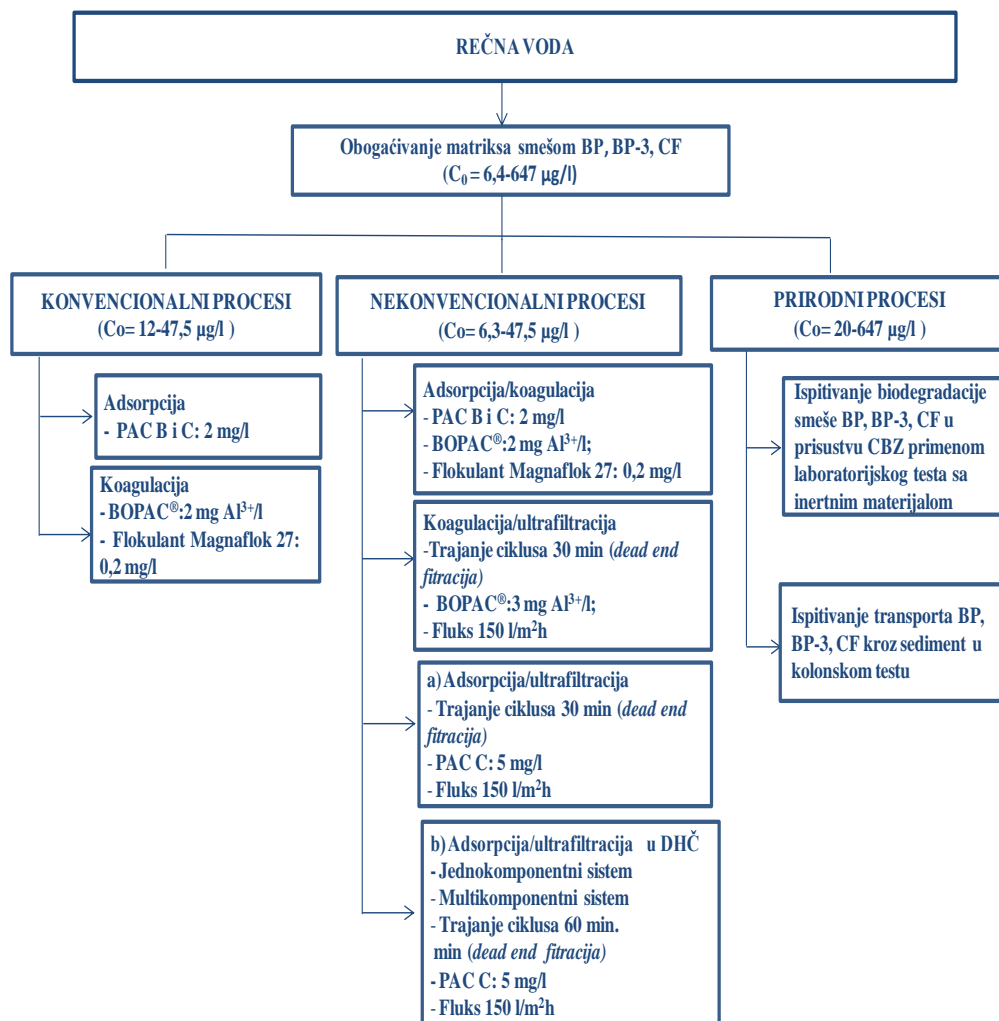 REČNA VODA
Obogaćivanje matriksa smešom BP, BP-3, CF
(C₀ = 6,4-647 µg/l)
KONVENCIONALNI PROCESI
(Co= 12-47,5 µg/l )
Adsorpcija
- PAC B i C: 2 mg/l
Koagulacija
- BOPAC®:2 mg Al³⁺/l
- Flokulant Magnaflok 27:
0,2 mg/l
NEKONVENCIONALNI PROCESI
(Co= 6,3-47,5 µg/l )
Adsorpcija/koagulacija
- PAC B i C: 2 mg/l
- BOPAC®:2 mg Al³⁺/l;
- Flokulant Magnaflok 27: 0,2 mg/l
Koagulacija/ultrafiltracija
-Trajanje ciklusa 30 min (dead end
fitracija)
- BOPAC®:3 mg Al³⁺/l;
- Fluks 150 l/m²h
a) Adsorpcija/ultrafiltracija
- Trajanje ciklusa 30 min (dead end
fitracija)
- PAC C: 5 mg/l
- Fluks 150 l/m²h
b) Adsorpcija/ultrafiltracija u DHČ
- Jednokomponentni sistem
- Multikomponentni sistem
- Trajanje ciklusa 60 min.
min (dead end fitracija)
- PAC C: 5 mg/l
- Fluks 150 l/m²h
PRIRODNI PROCESI
(Co= 20-647 µg/l )
Ispitivanje biodegradacije
smeše BP, BP-3, CF u
prisustvu CBZ primenom
laboratorijskog testa sa
inertnim materijalom
Ispitivanje transporta BP,
BP-3, CF kroz sediment u
kolonskom testu